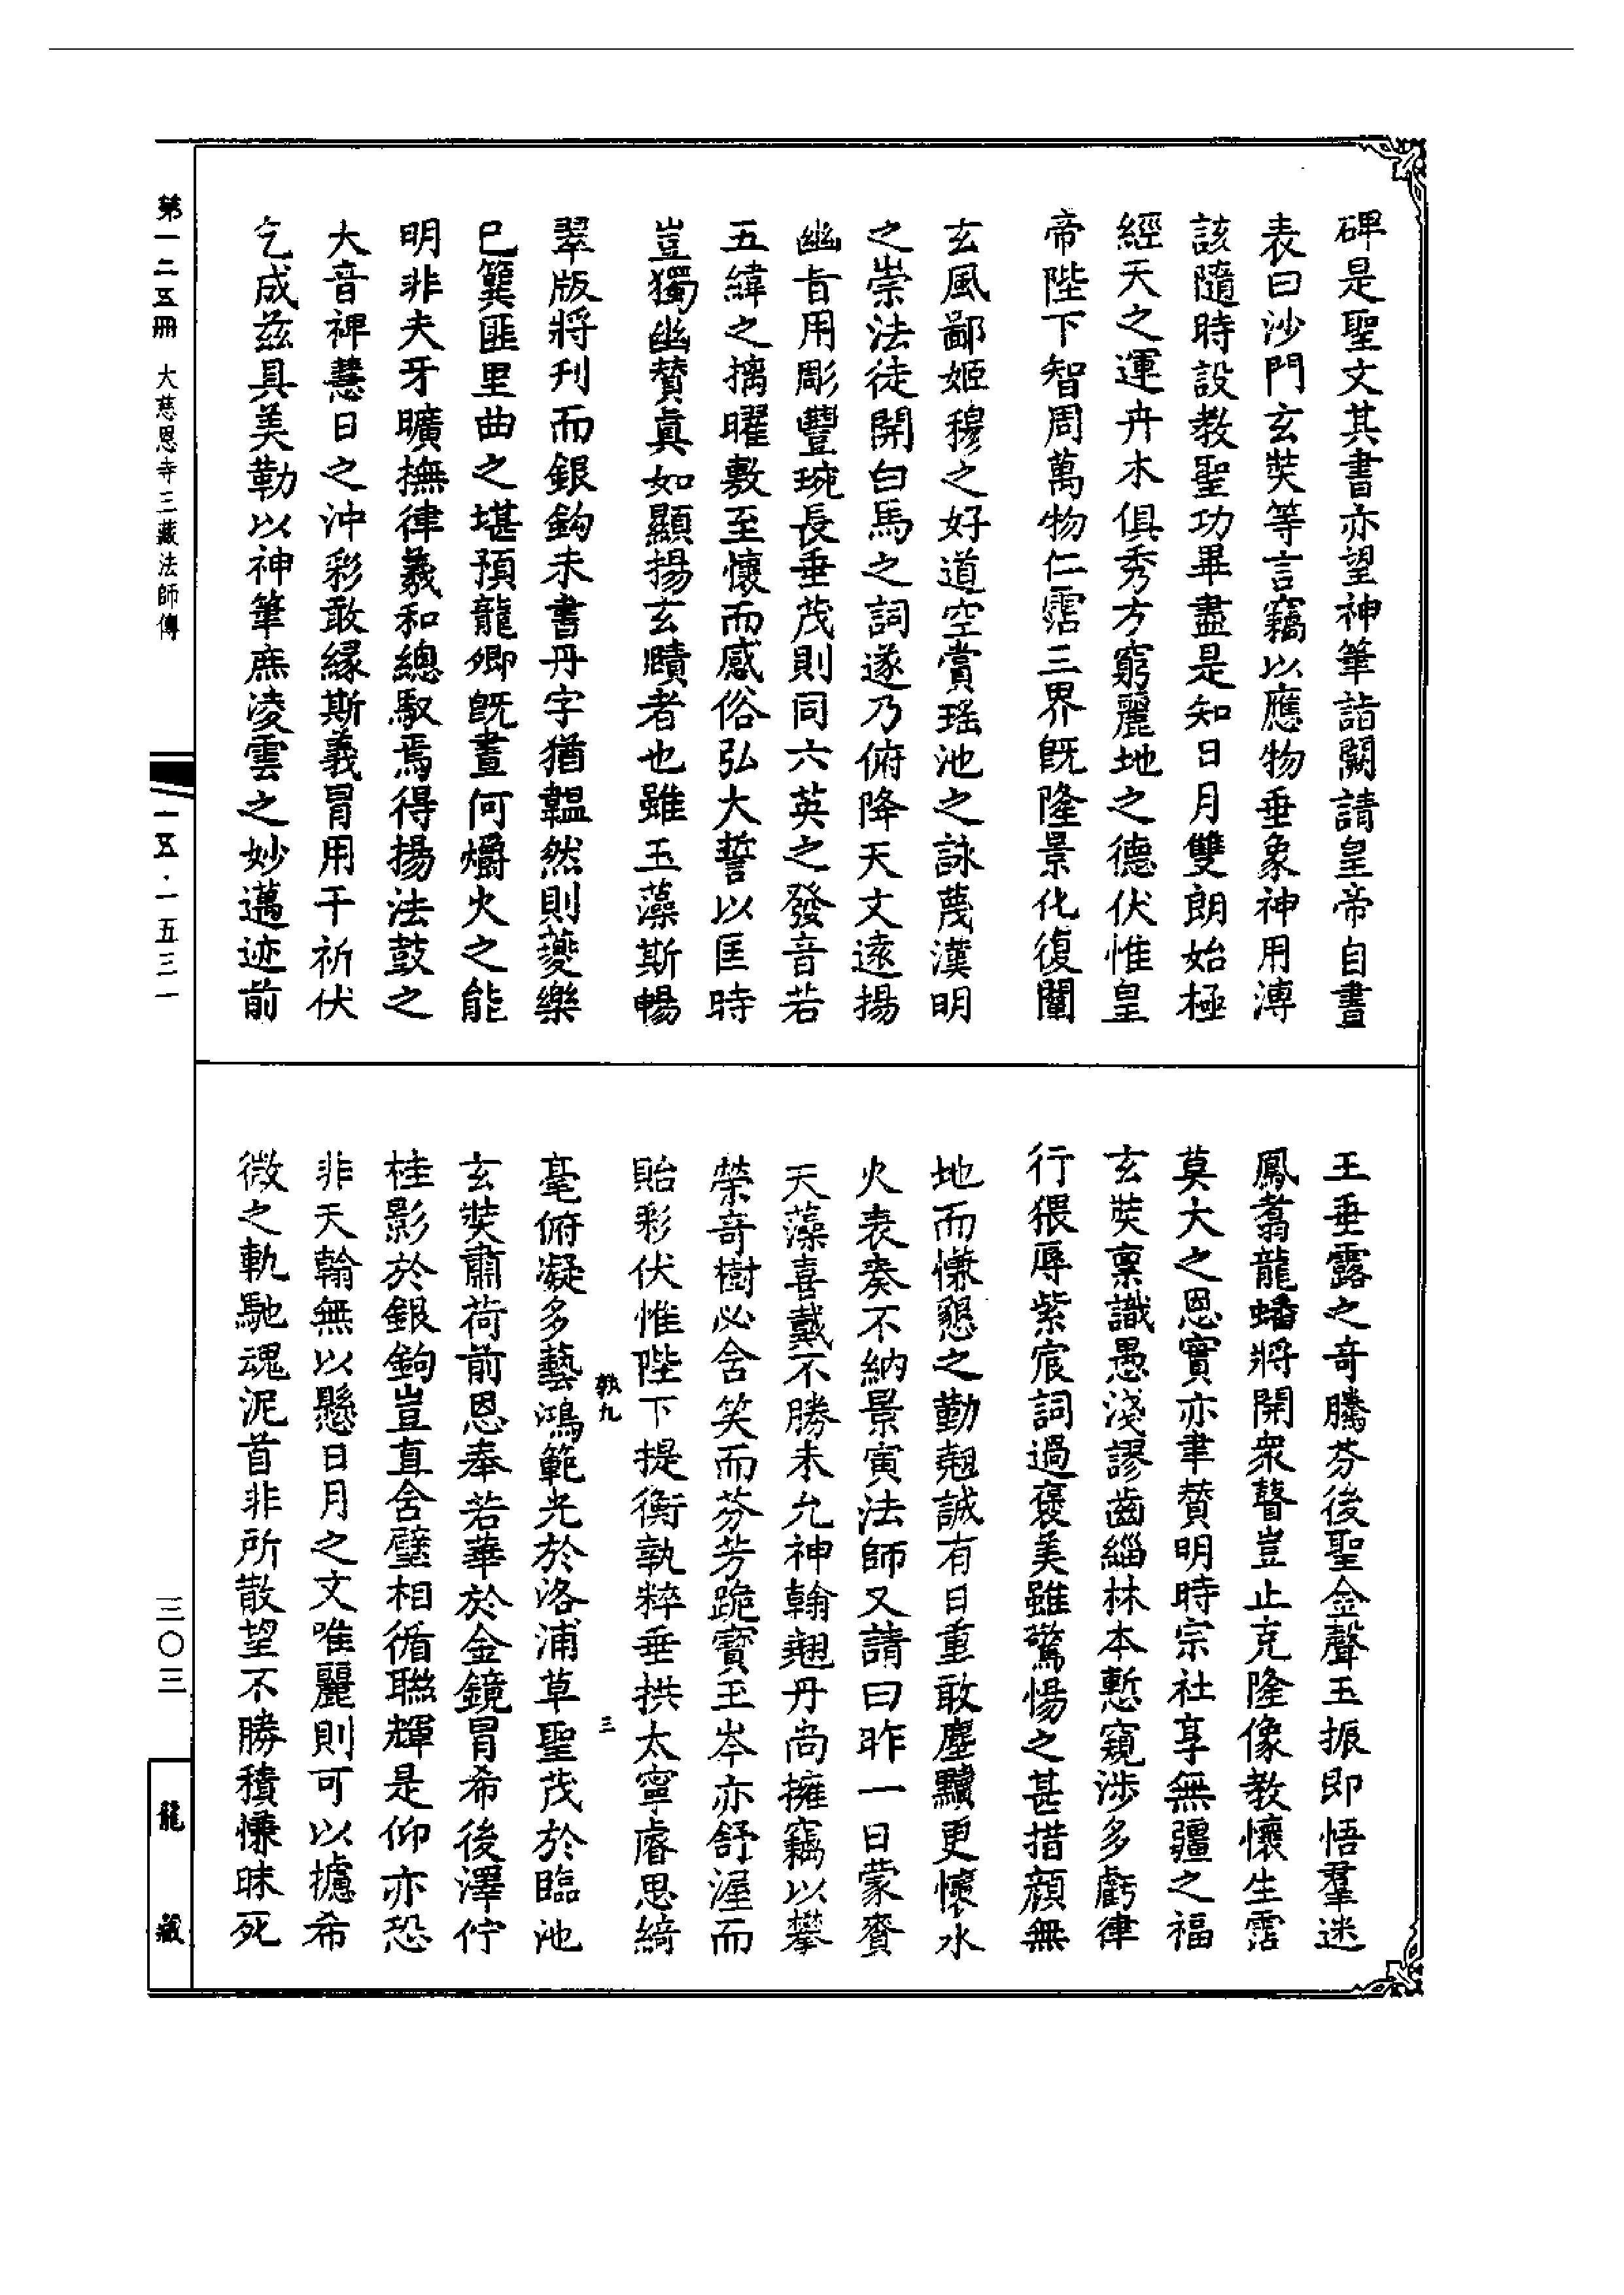 碑是聖文其書亦望神筆詣闕請皇帝自書
表曰沙門玄奘等言竊以應物垂象神用溥
該隨時設教聖功畢盡是知日月雙朗始極
經天之運卉木俱秀方窮麗地之德伏惟皇
帝陛下智周萬物仁霑三界旣隆景化復闡
玄風鄙姬穆之好道空賞瑤池之詠蔑漢明
之崇法徒開白馬之詞遂乃俯降天文遠揚
幽旨用彫豐琬長垂茂則同六英之發音若
五緯之摛曜敷至懷而感俗弘大誓以匡時
豈獨幽贊眞如顯揚玄賾者也雖玉藻斯暢
翠版將刋而銀鈎未書丹字猶韞然則夔樂
巳簨匪里曲之堪預龍鄉旣晝何爝火之能
明非夫牙曠撫律羲和總馭焉得揚法鼓之
大音裨慧日之沖彩敢縁斯義冒用干祈伏
乞成茲具美勒以神筆庶凌雲之妙邁迹前
王垂露之奇騰芬後聖金聲玉振即悟羣迷
鳳翥龍蟠將開衆瞽豈止克隆像教懷生霑
莫大之恩實亦聿贊明時宗社享無疆之福
玄奘稟識愚淺謬齒緇林本慙窺涉多虧律
行猥辱紫宸詞過褒美雖驚惕之甚措顔無
地而慊懇之勤翹誠有日重敢塵黷更懷水
火表奏不納景寅法師又請曰昨一日蒙賚
天藻喜戴不勝未允神翰翹丹尚擁竊以攀
榮奇樹必含笑而芬芳跪寶玉岑亦舒渥而
貽彩伏惟陛下提衡執粹垂拱太寧睿思綺
執九 三
毫俯凝多藝鴻範光於洛浦草聖茂於臨池
玄奘肅荷前恩奉若華於金鏡冒希後澤佇
桂影於銀鉤豈直含璧相循聯輝是仰亦恐
非天翰無以懸日月之文唯麗則可以攄希
微之軌馳魂泥首非所敢望不勝積慊昧死
第一二五冊 大慈恩寺三藏法師傳
一五·一五三一
三〇三
龍藏